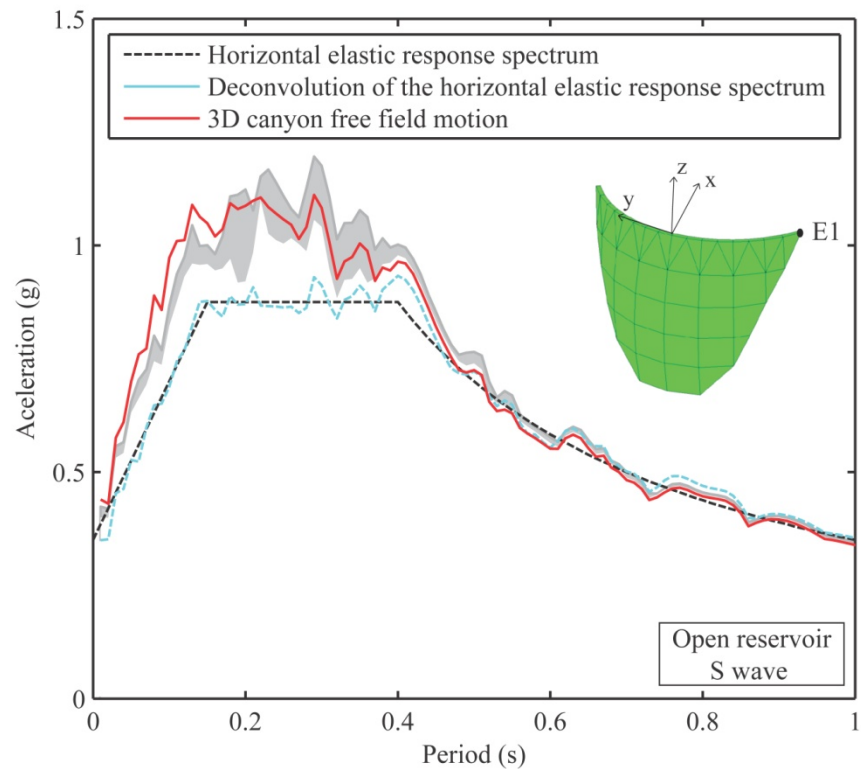 1.5
Horizontal elastic response spectrum
Deconvolution of the horizontal elastic response spectrum
3D canyon free field motion
z
x
y
E1
1
Aceleration (g)
0.5
Open reservoir
S wave
0
0 0.2 0.4 0.6 0.8 1
Period (s)